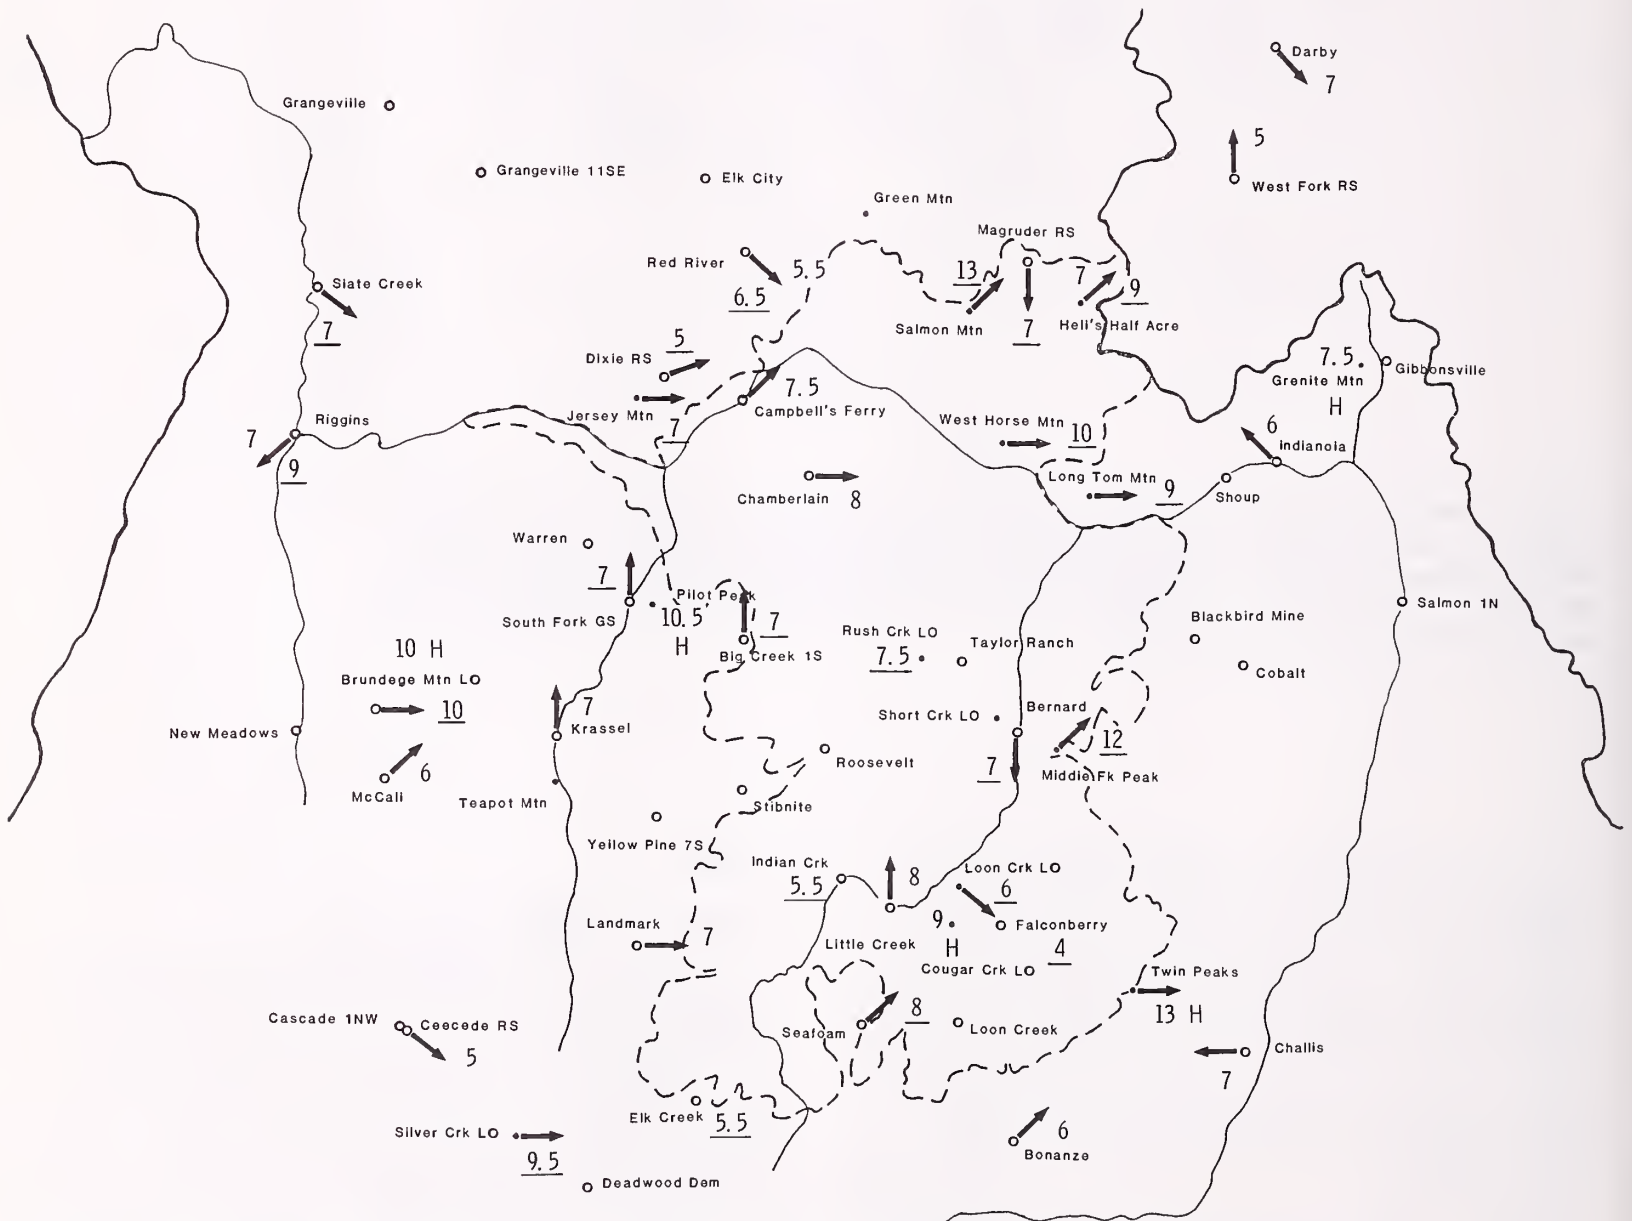 Darby
7
Grangeville
5
Grangeville 11SE
Elk City
West Fork RS
Green Mtn
Magruder RS
Red River
5.5
13
7
Slate Creek
6.5
9
7
Salmon Mtn
7
Hell's Half Acre
5
Dixie RS
7.5
Gibbonsville
Grenite Mtn
Jersey Mtn
7.5
Campbell's Ferry
H
Riggins
7
7
West Horse Mtn
10
6
Indianola
9
Long Tom Mtn
Chamberlain
8
9
Shoup
Warren
7
Pilot Peak
Salmon 1N
South Fork GS
10.5
H
7
Blackbird Mine
Rush Crk LO
Taylor Ranch
10 H
Big Creek 1S
7.5
Cobalt
Brundege Mtn LO
10
7
Krassel
Short Crk LO
Bernard
New Meadows
12
Roosevelt
7
Middle Fk Peak
6
McCall
Teapot Mtn
Stibnite
Yellow Pine 7S
Indian Crk
5.5
8
Loon Crk LO
6
Landmark
7
9
Falconberry
Little Creek
H
4
Cougar Crk LO
Twin Peaks
13 H
Cascade 1NW
Ceecede RS
5
Seafoam
8
Loon Creek
Challis
7
Elk Creek
5.5
Silver Crk LO
9.5
6
Bonanze
Deadwood Dem